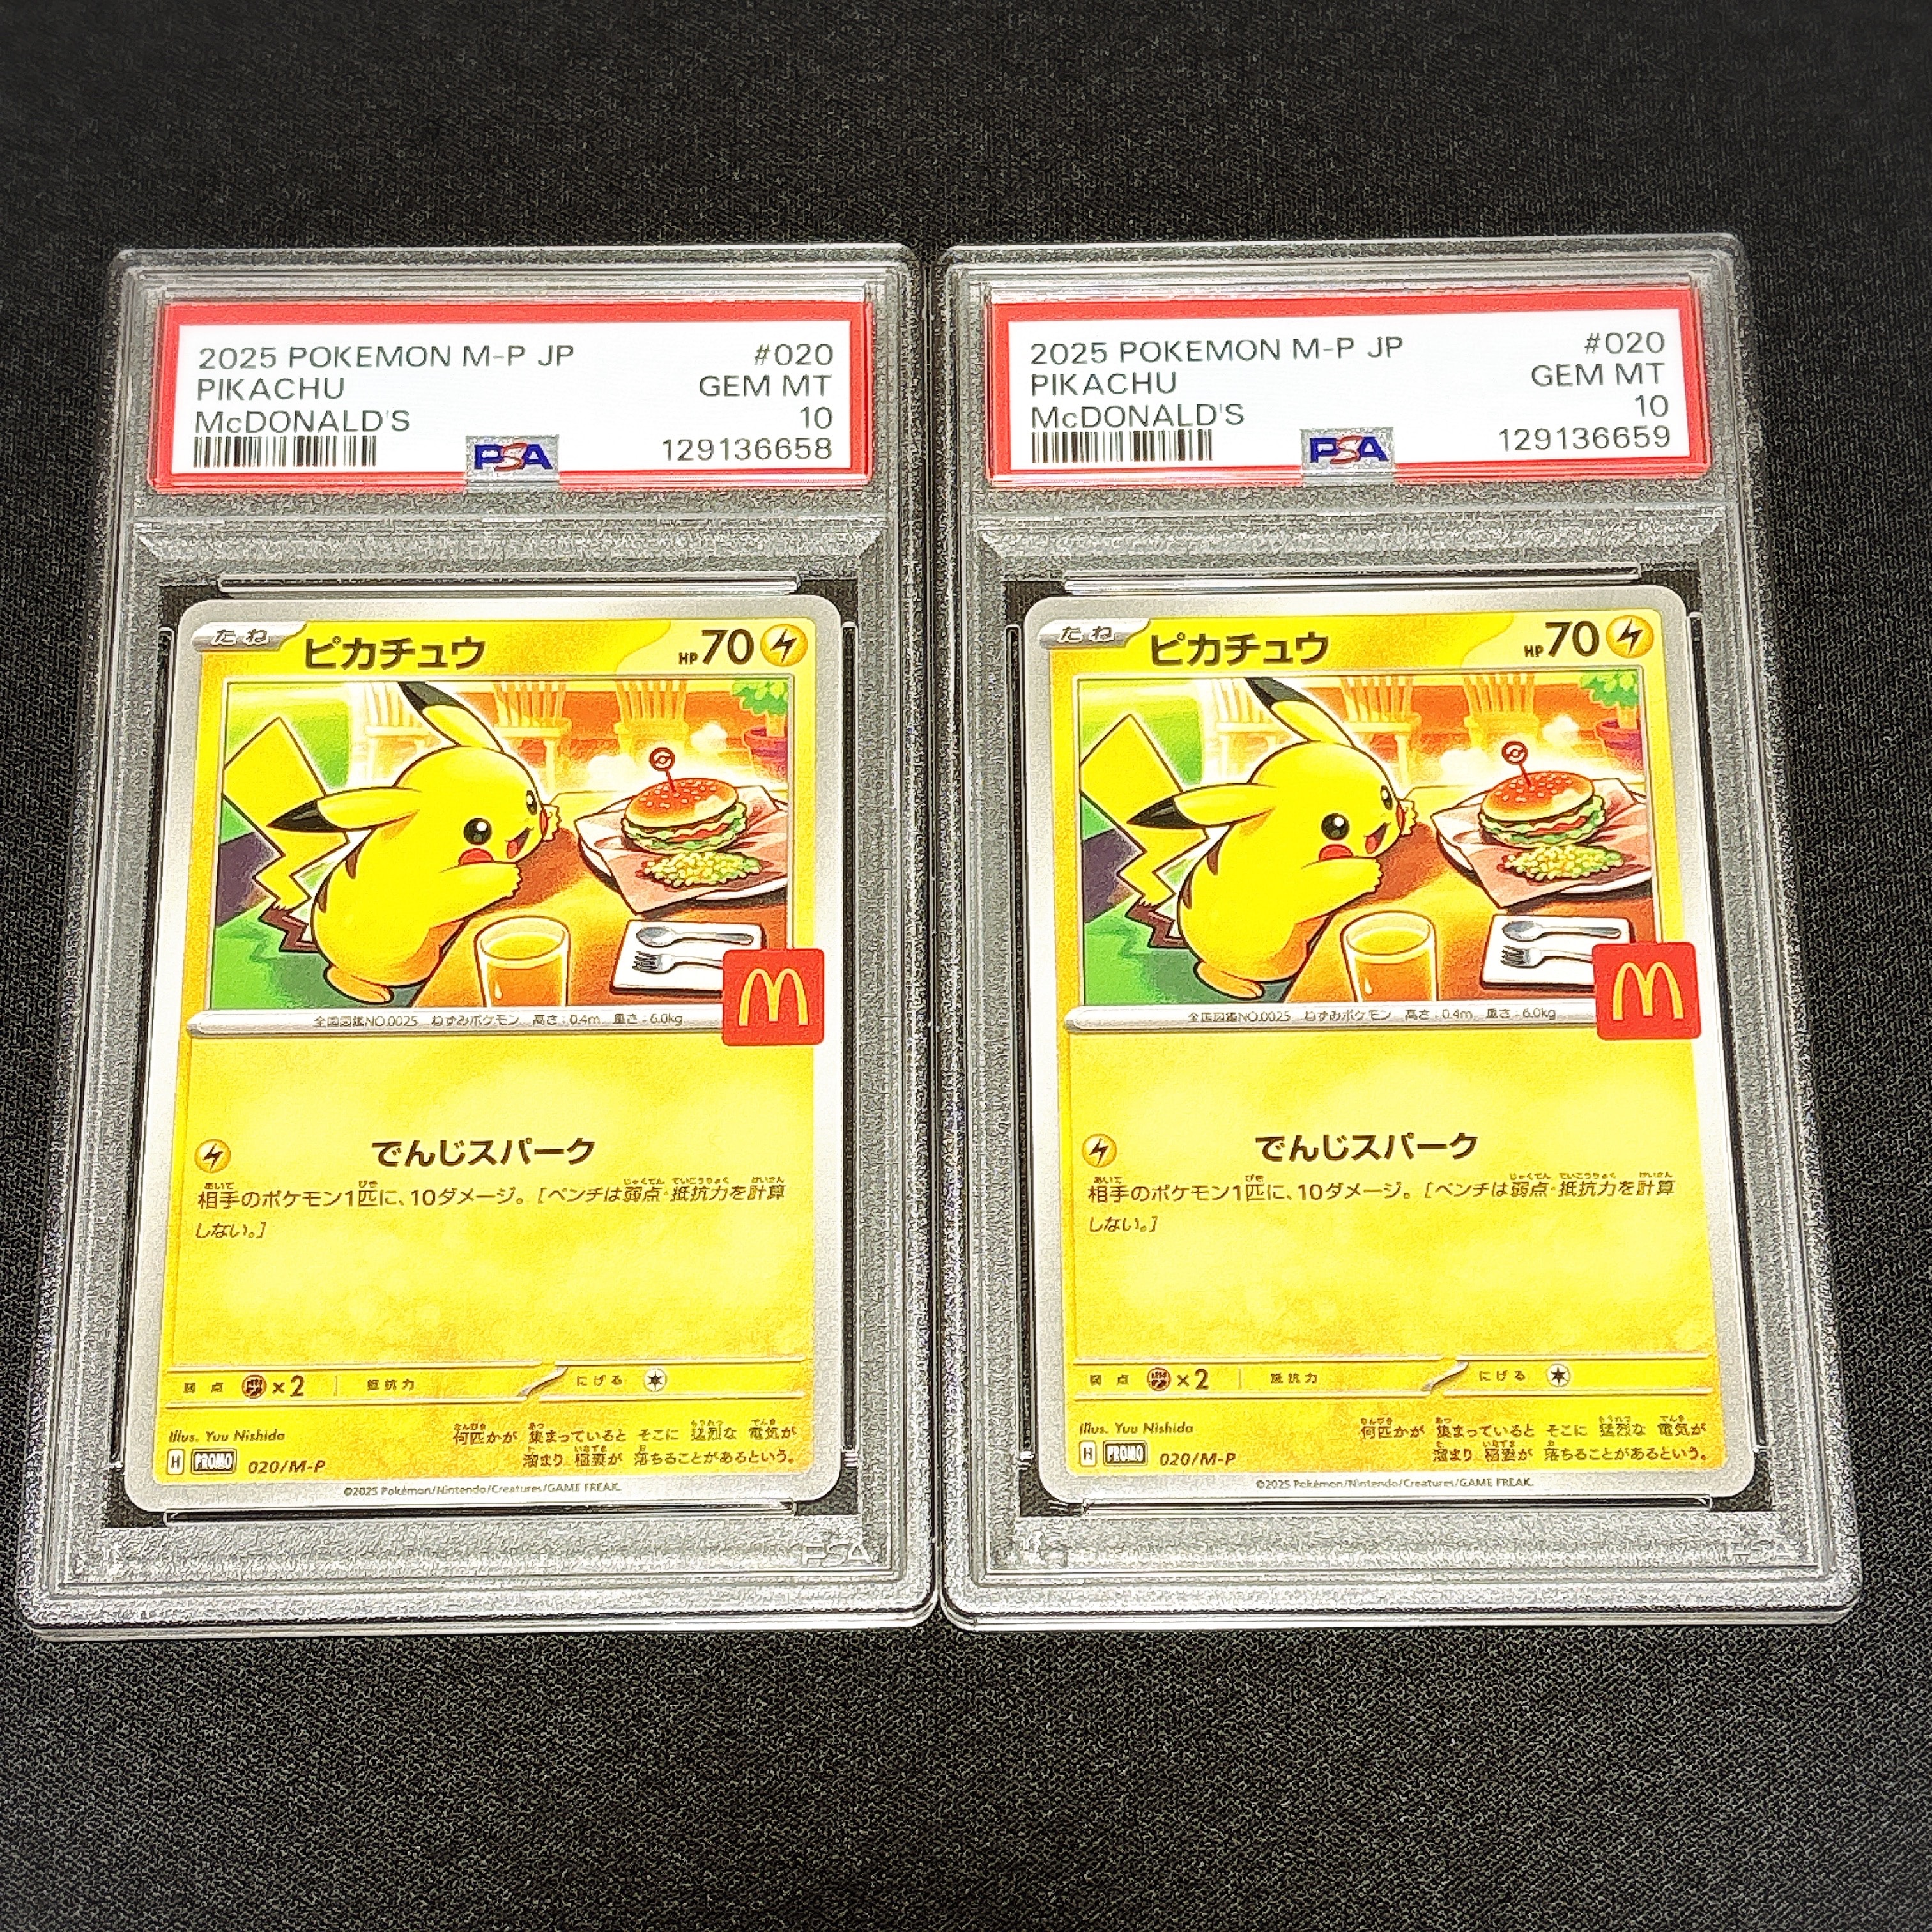 2025 POKEMON M-P JP #020
PIKACHU GEM MT
McDONALD'S 10
PSA 129136658
たね ピカチュウ HP70
全国図鑑NO.0025 ねずみポケモン 高さ:0.4m 重さ:6.0kg
でんじスパーク
相手のポケモン1匹に、10ダメージ。[ベンチは弱点・抵抗力を計算
しない。]
弱点 ×2 抵抗力 にげる
Illus. Yuu Nishida
何匹かが 集まっていると そこに 猛烈な 電気が
溜まり 稲妻が 落ちることがあるという。
H PROMO 020/M-P
©2025 Pokémon/Nintendo/Creatures/GAME FREAK.
PSA
2025 POKEMON M-P JP #020
PIKACHU GEM MT
McDONALD'S 10
PSA 129136659
たね ピカチュウ HP70
全国図鑑NO.0025 ねずみポケモン 高さ:0.4m 重さ:6.0kg
でんじスパーク
相手のポケモン1匹に、10ダメージ。[ベンチは弱点・抵抗力を計算
しない。]
弱点 ×2 抵抗力 にげる
Illus. Yuu Nishida
何匹かが 集まっていると そこに 猛烈な 電気が
溜まり 稲妻が 落ちることがあるという。
H PROMO 020/M-P
©2025 Pokémon/Nintendo/Creatures/GAME FREAK.